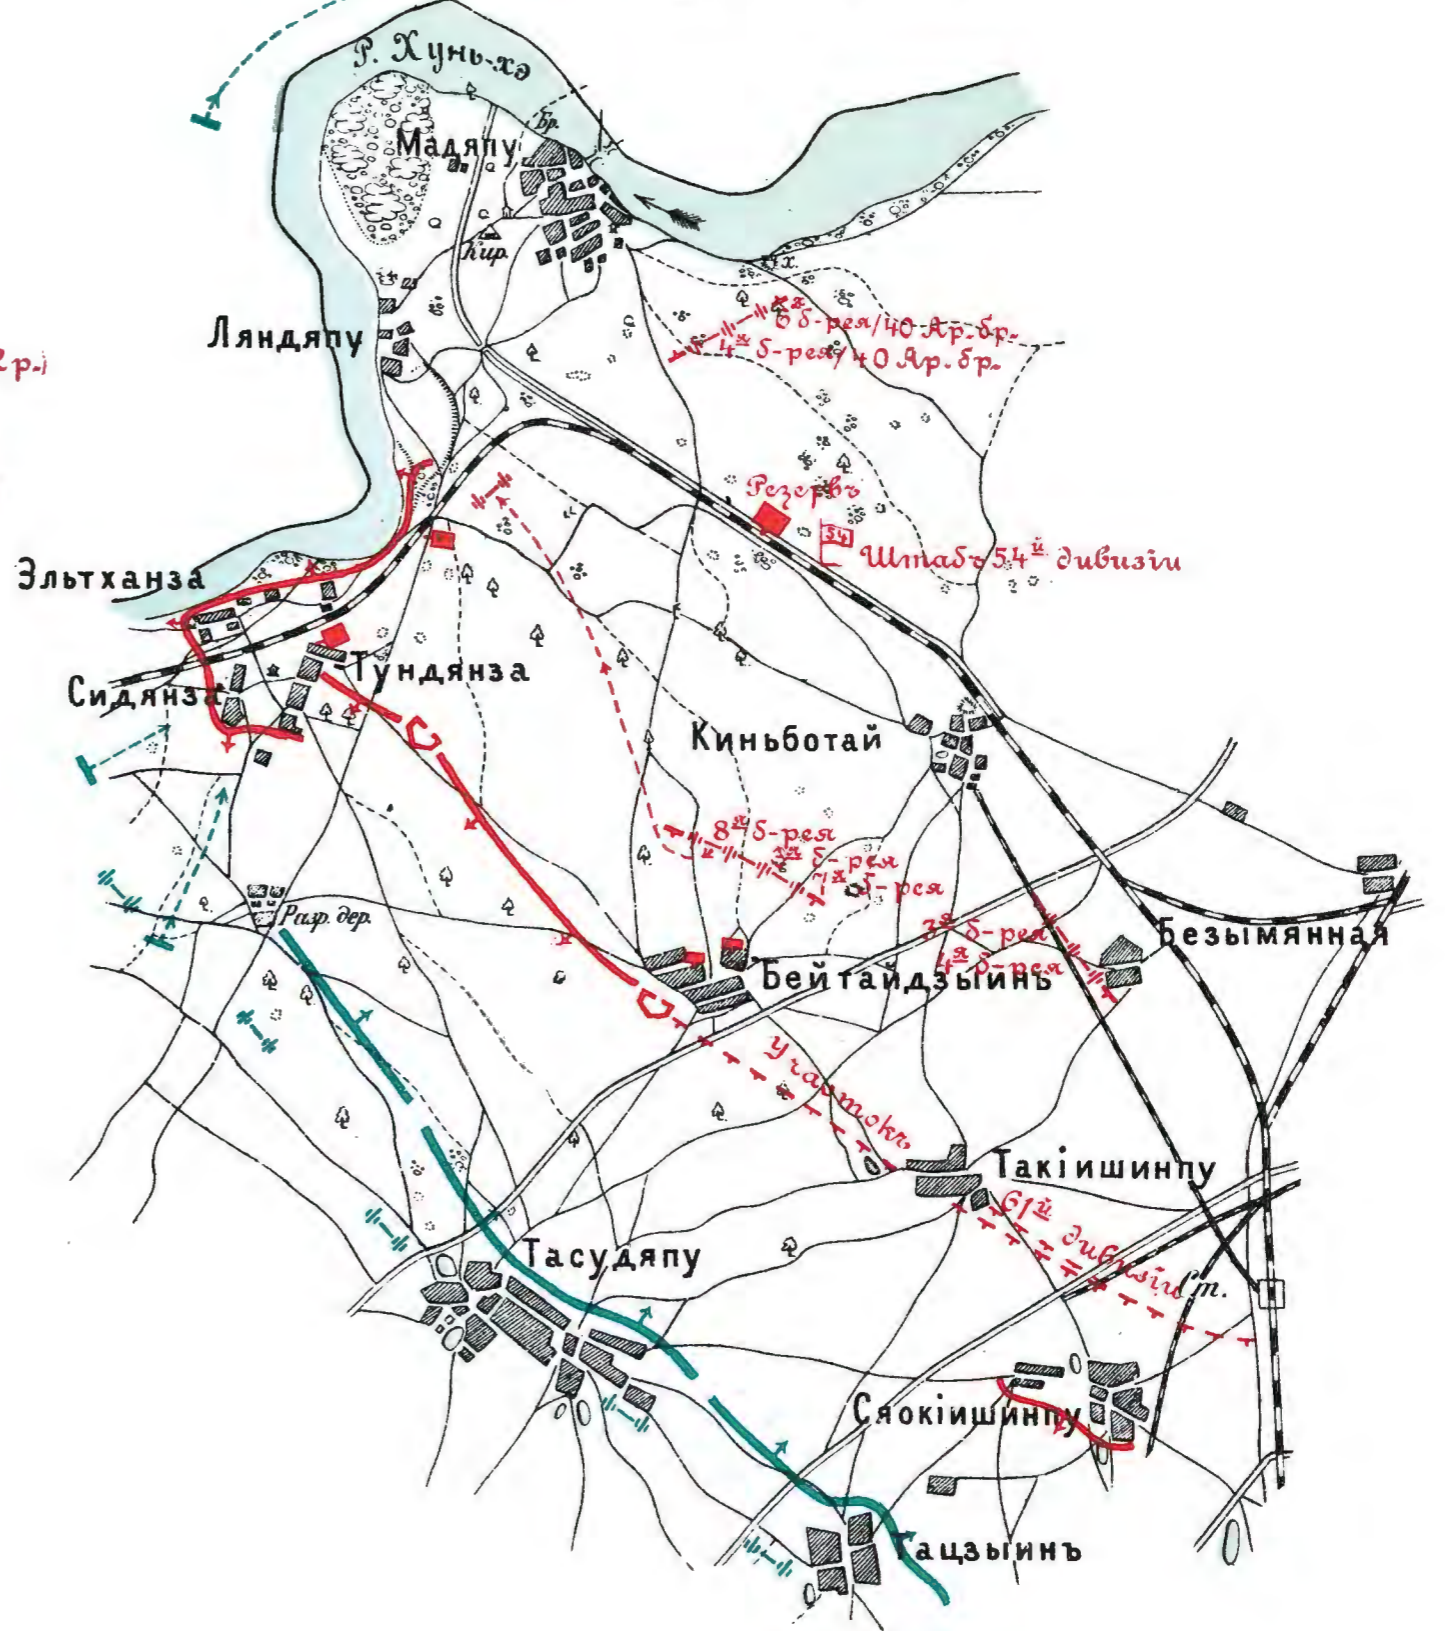 Р. Хунь-хэ
Бр.
Мадяпу
Кир.
х.
Ляндяпу
6 б-рея/40 Ар. бр.
4я б-рея/40 Ар. бр.
Резервъ
54
Штабъ 54й дивизіи
Эльтханза
Тундянза
Сидянза
Киньботай
8я б-рея
б-рея
7я б-рея
Разр. дер.
3я б-рея
4я б-рея
Безымянная
Бейтайдзыинъ
Участокъ
Такіишинпу
61й дивизіи
Ст.
Тасудяпу
Сяокіишинпу
Тацзыинъ